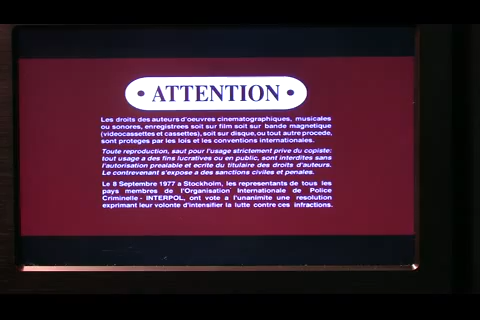 • ATTENTION •
Les droits des auteurs d'oeuvres cinematographiques, musicales
ou sonores, enregistrees soit sur film soit sur bande magnetique
(videocassettes et cassettes), soit sur disque, ou tout autre procede,
sont proteges par les lois et les conventions internationales.
Toute reproduction, sauf pour l'usage strictement prive du copiste;
tout usage a des fins lucratives ou en public, sont interdites sans
l'autorisation prealable et ecrite du titulaire des droits d'auteurs.
Le contrevenant s'expose a des sanctions civiles et penales.
Le 8 Septembre 1977 a Stockholm, les representants de tous les
pays membres de l'Organisation Internationale de Police
Criminelle - INTERPOL, ont vote a l'unanimite une resolution
exprimant leur volonte d'intensifier la lutte contre ces infractions.